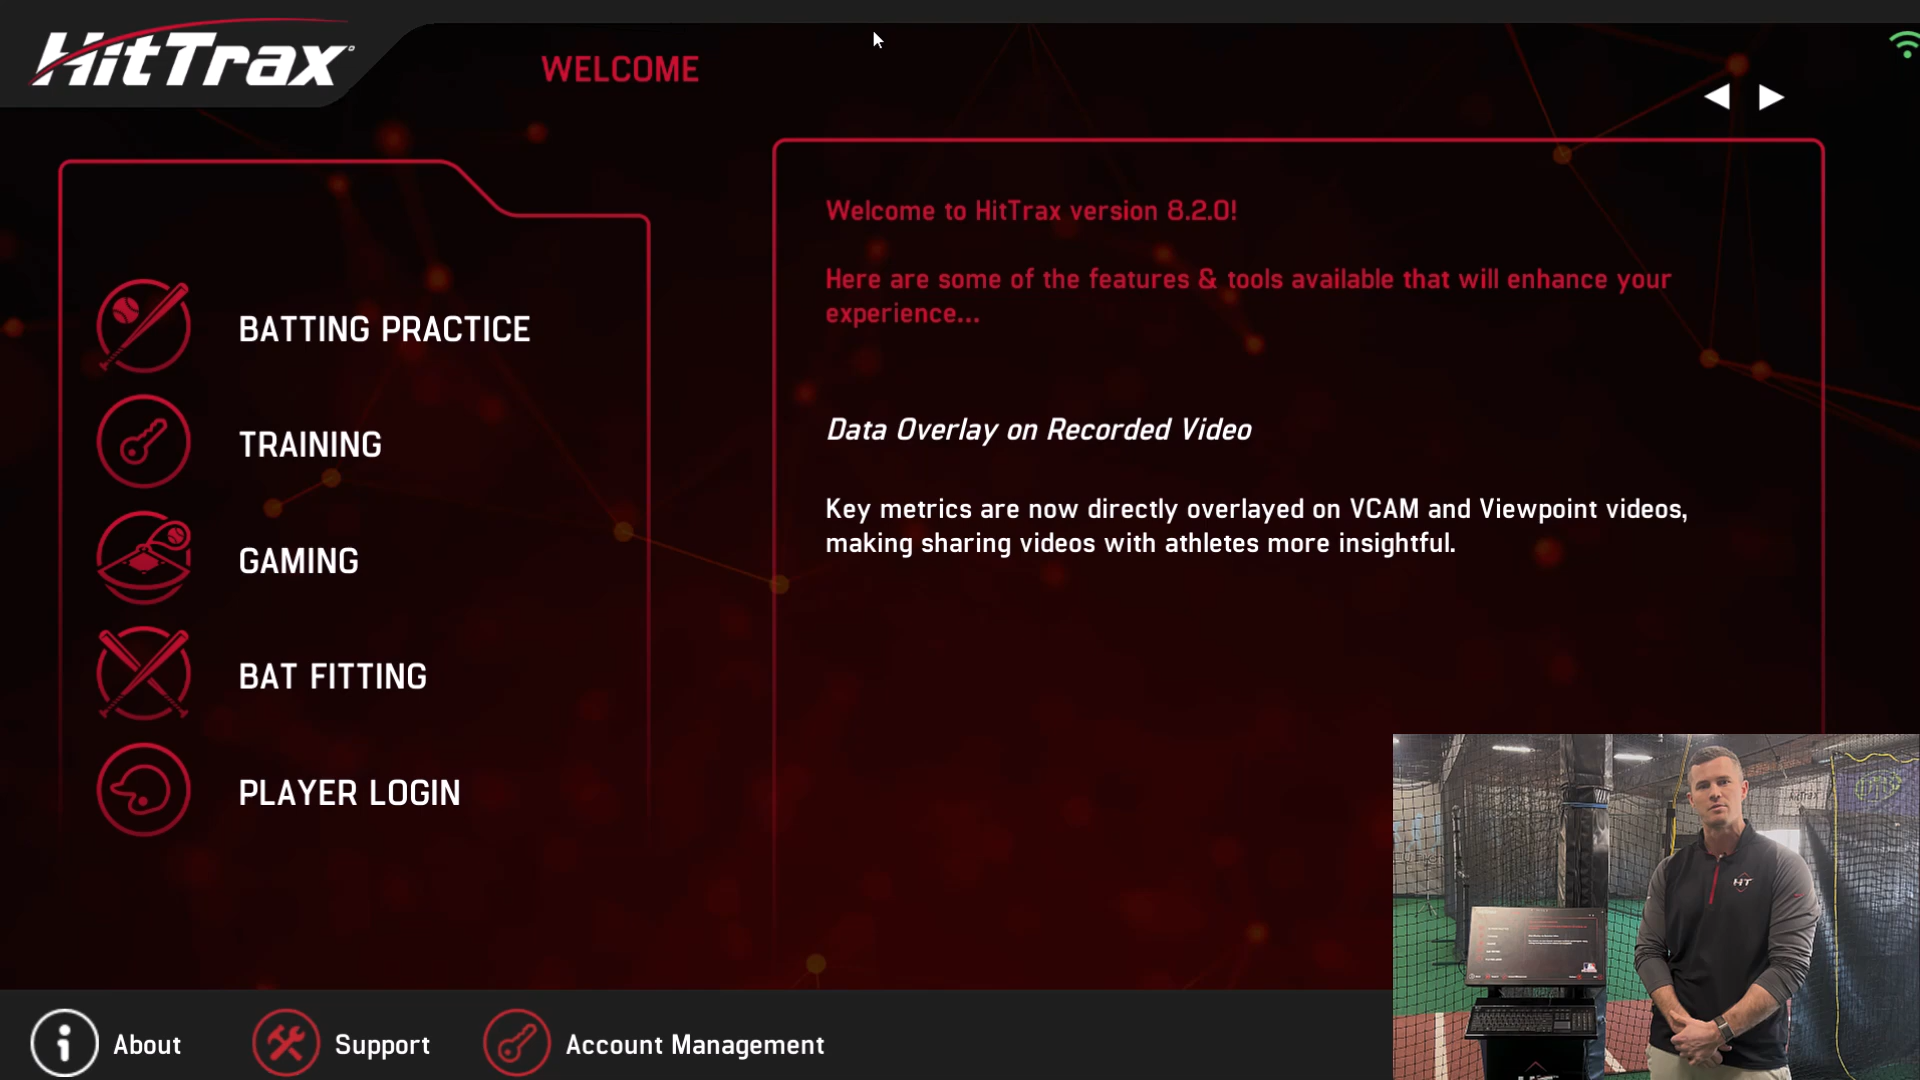 HitTrax
WELCOME
BATTING PRACTICE
TRAINING
GAMING
BAT FITTING
PLAYER LOGIN
Welcome to HitTrax version 8.2.0!
Here are some of the features & tools available that will enhance your
experience...
Data Overlay on Recorded Video
Key metrics are now directly overlayed on VCAM and Viewpoint videos,
making sharing videos with athletes more insightful.
About
Support
Account Management
HT